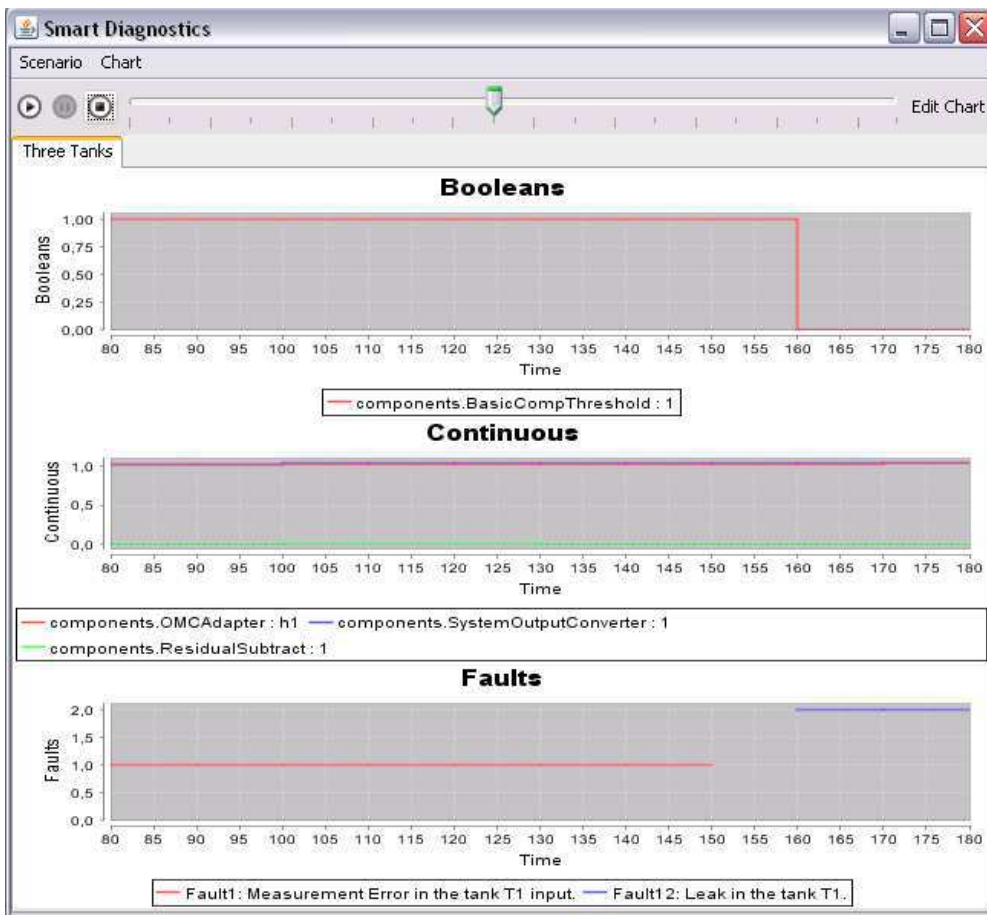 Smart Diagnostics
Scenario Chart
Edit Chart
Three Tanks
Booleans
Booleans
1,00
0,75
0,50
0,25
0,00
80 85 90 95 100 105 110 115 120 125 130 135 140 145 150 155 160 165 170 175 180
Time
components.BasicCompThreshold : 1
Continuous
Continuous
1,0
0,5
0,0
80 85 90 95 100 105 110 115 120 125 130 135 140 145 150 155 160 165 170 175 180
Time
components.OMCAdapter : h1 components.SystemOutputConverter : 1
components.ResidualSubtract : 1
Faults
Faults
2,0
1,5
1,0
0,5
0,0
80 85 90 95 100 105 110 115 120 125 130 135 140 145 150 155 160 165 170 175 180
Time
Fault1: Measurement Error in the tank T1 input. Fault12: Leak in the tank T1.